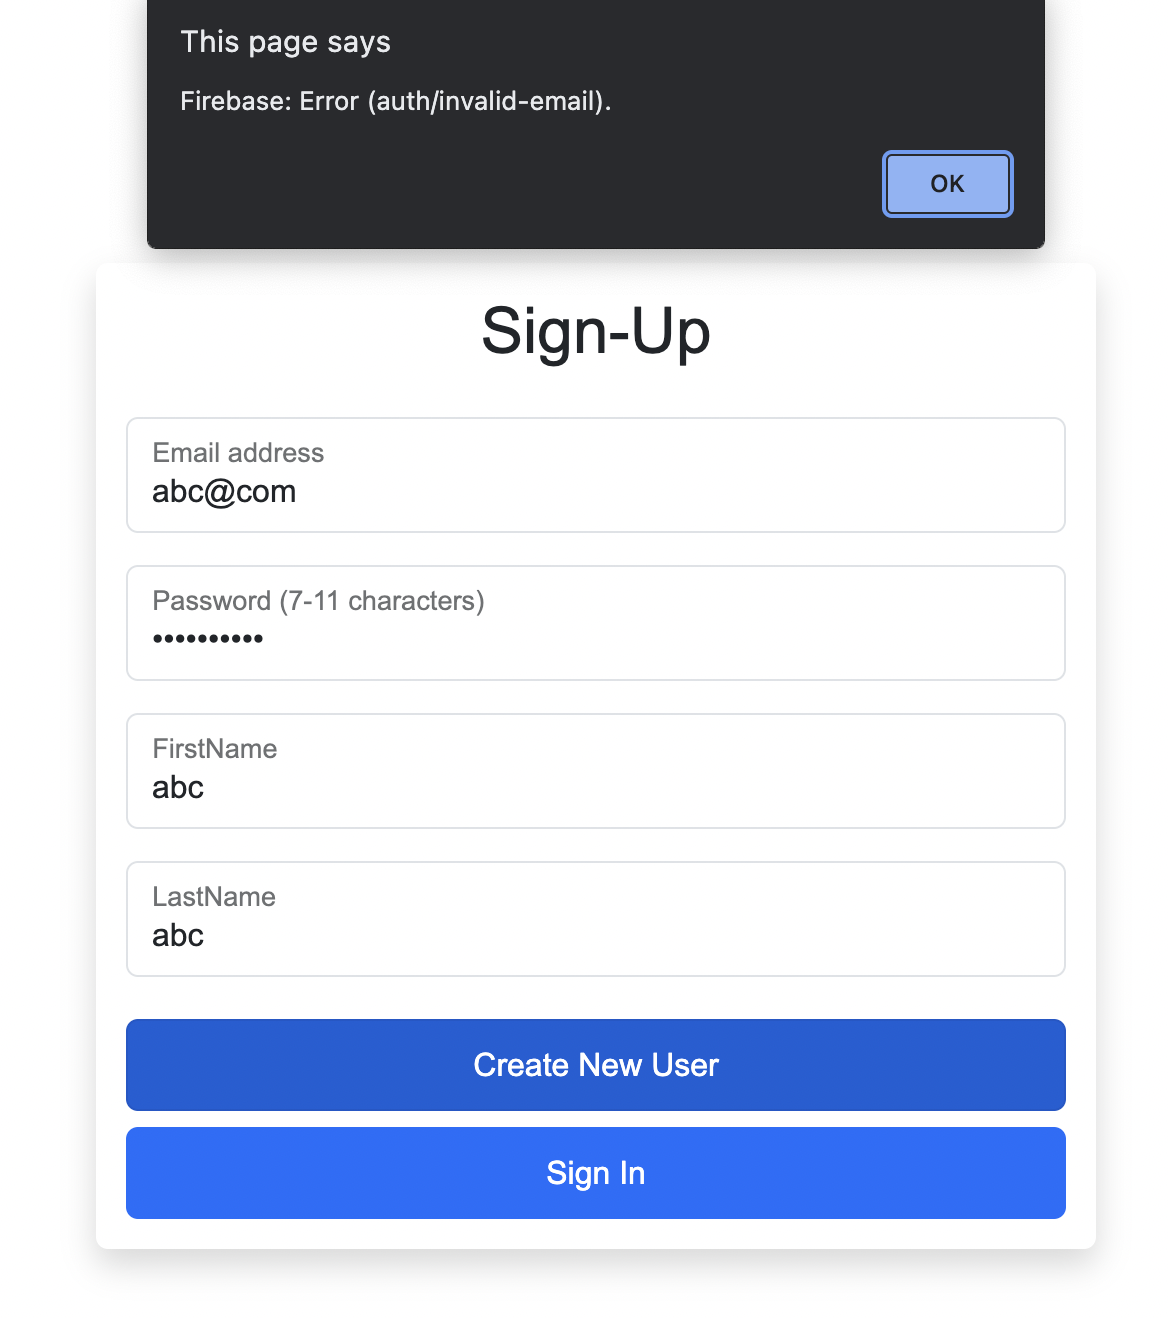 This page says
Firebase: Error (auth/invalid-email).
OK
Sign-Up
Email address
abc@com
Password (7-11 characters)
••••••••••
FirstName
abc
LastName
abc
Create New User
Sign In